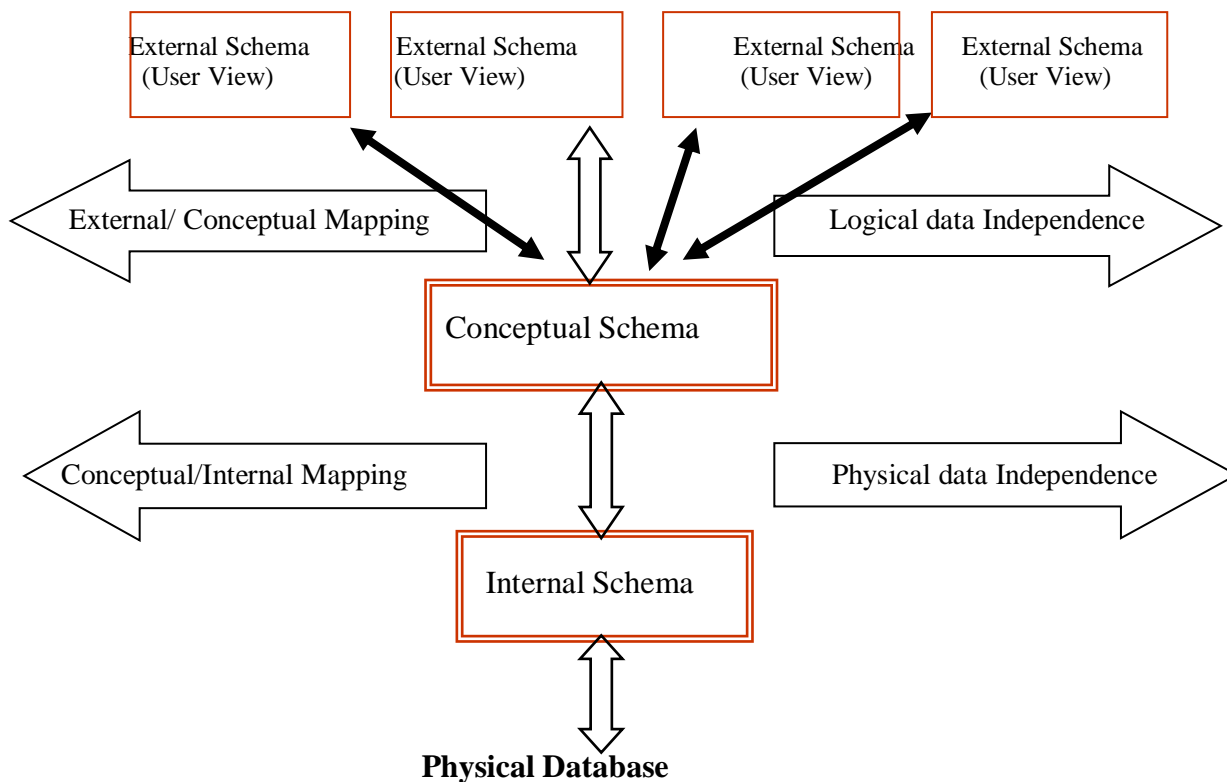 External Schema
(User View)
External Schema
(User View)
External Schema
(User View)
External Schema
(User View)
External/ Conceptual Mapping
Logical data Independence
Conceptual Schema
Conceptual/Internal Mapping
Physical data Independence
Internal Schema
Physical Database